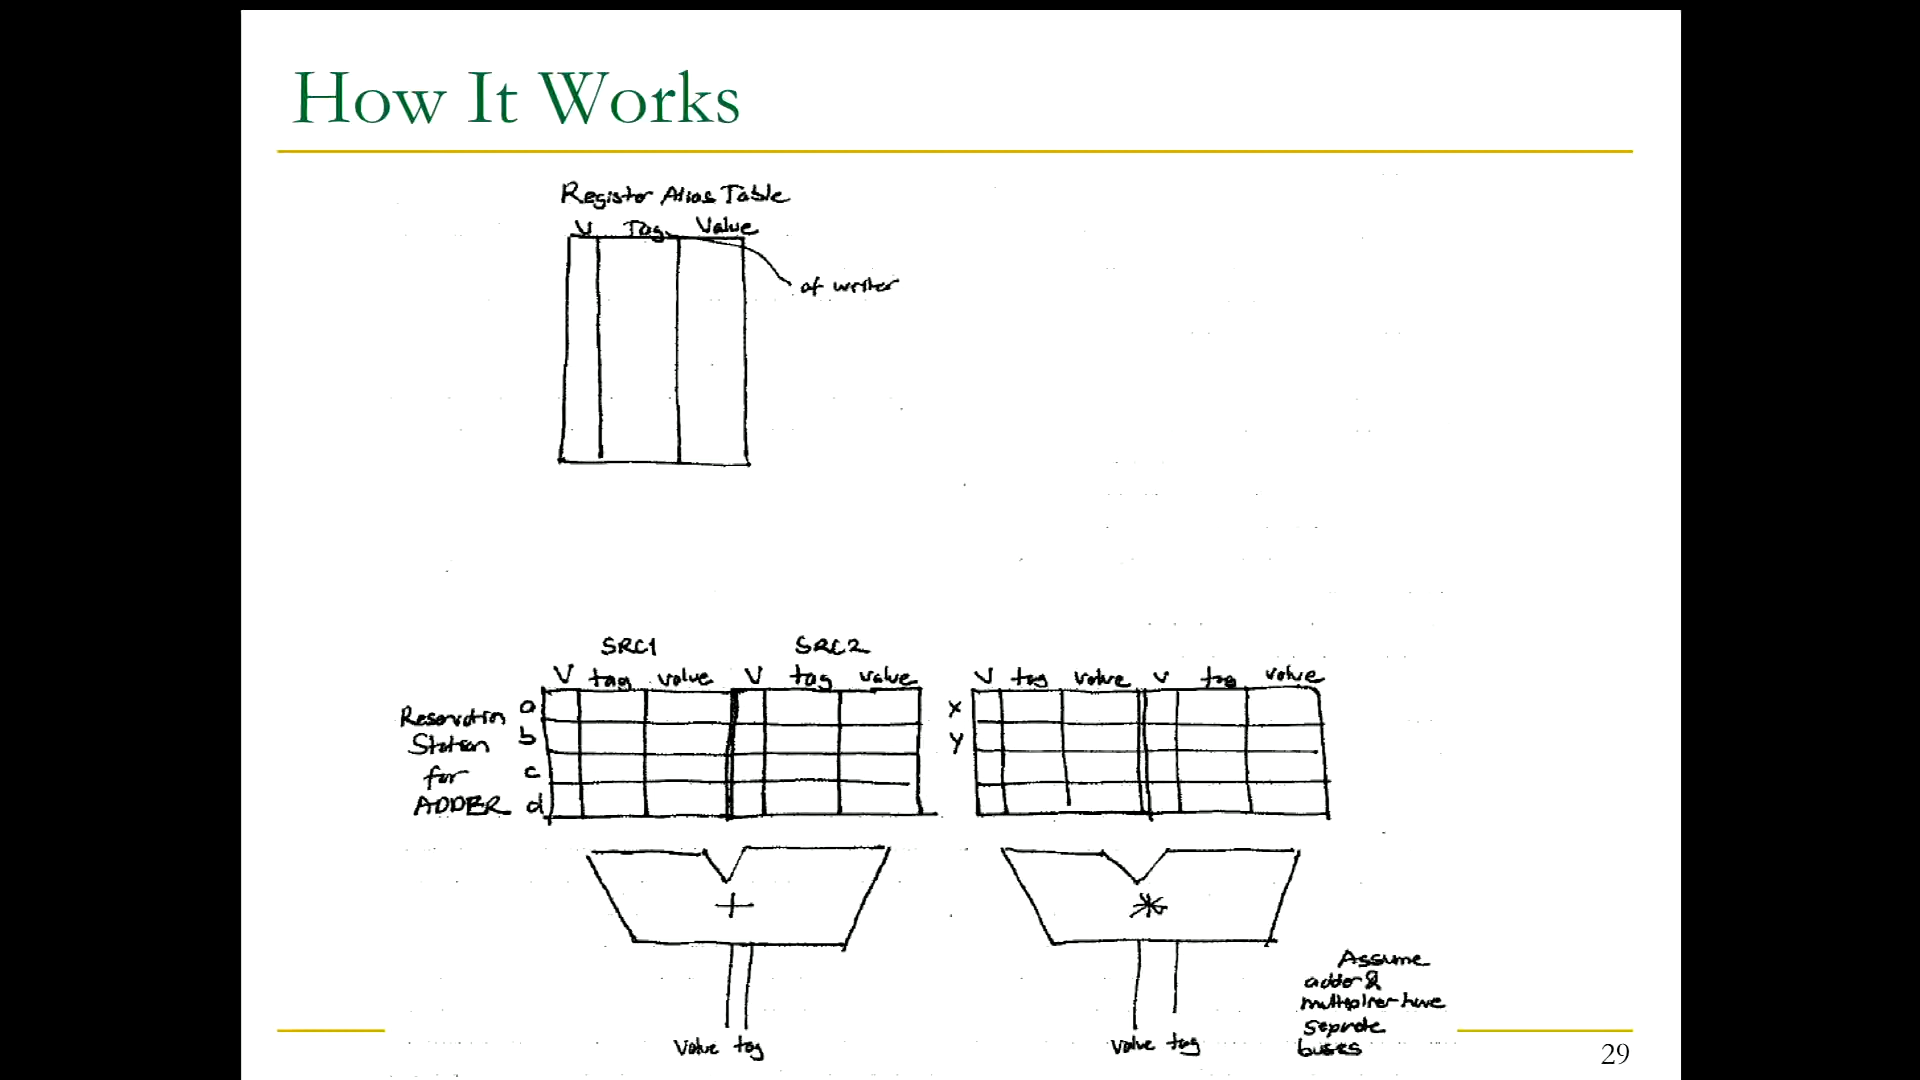 How It Works
Register Alias Table
V Tag Value
of writer
SRC1 SRC2
V tag value V tag value
V tag value V tag value
Reservation
Station
for
ADDER
a
b
c
d
x
y
+
*
value tag
value tag
Assume
adder &
multiplier have
separate
buses
29